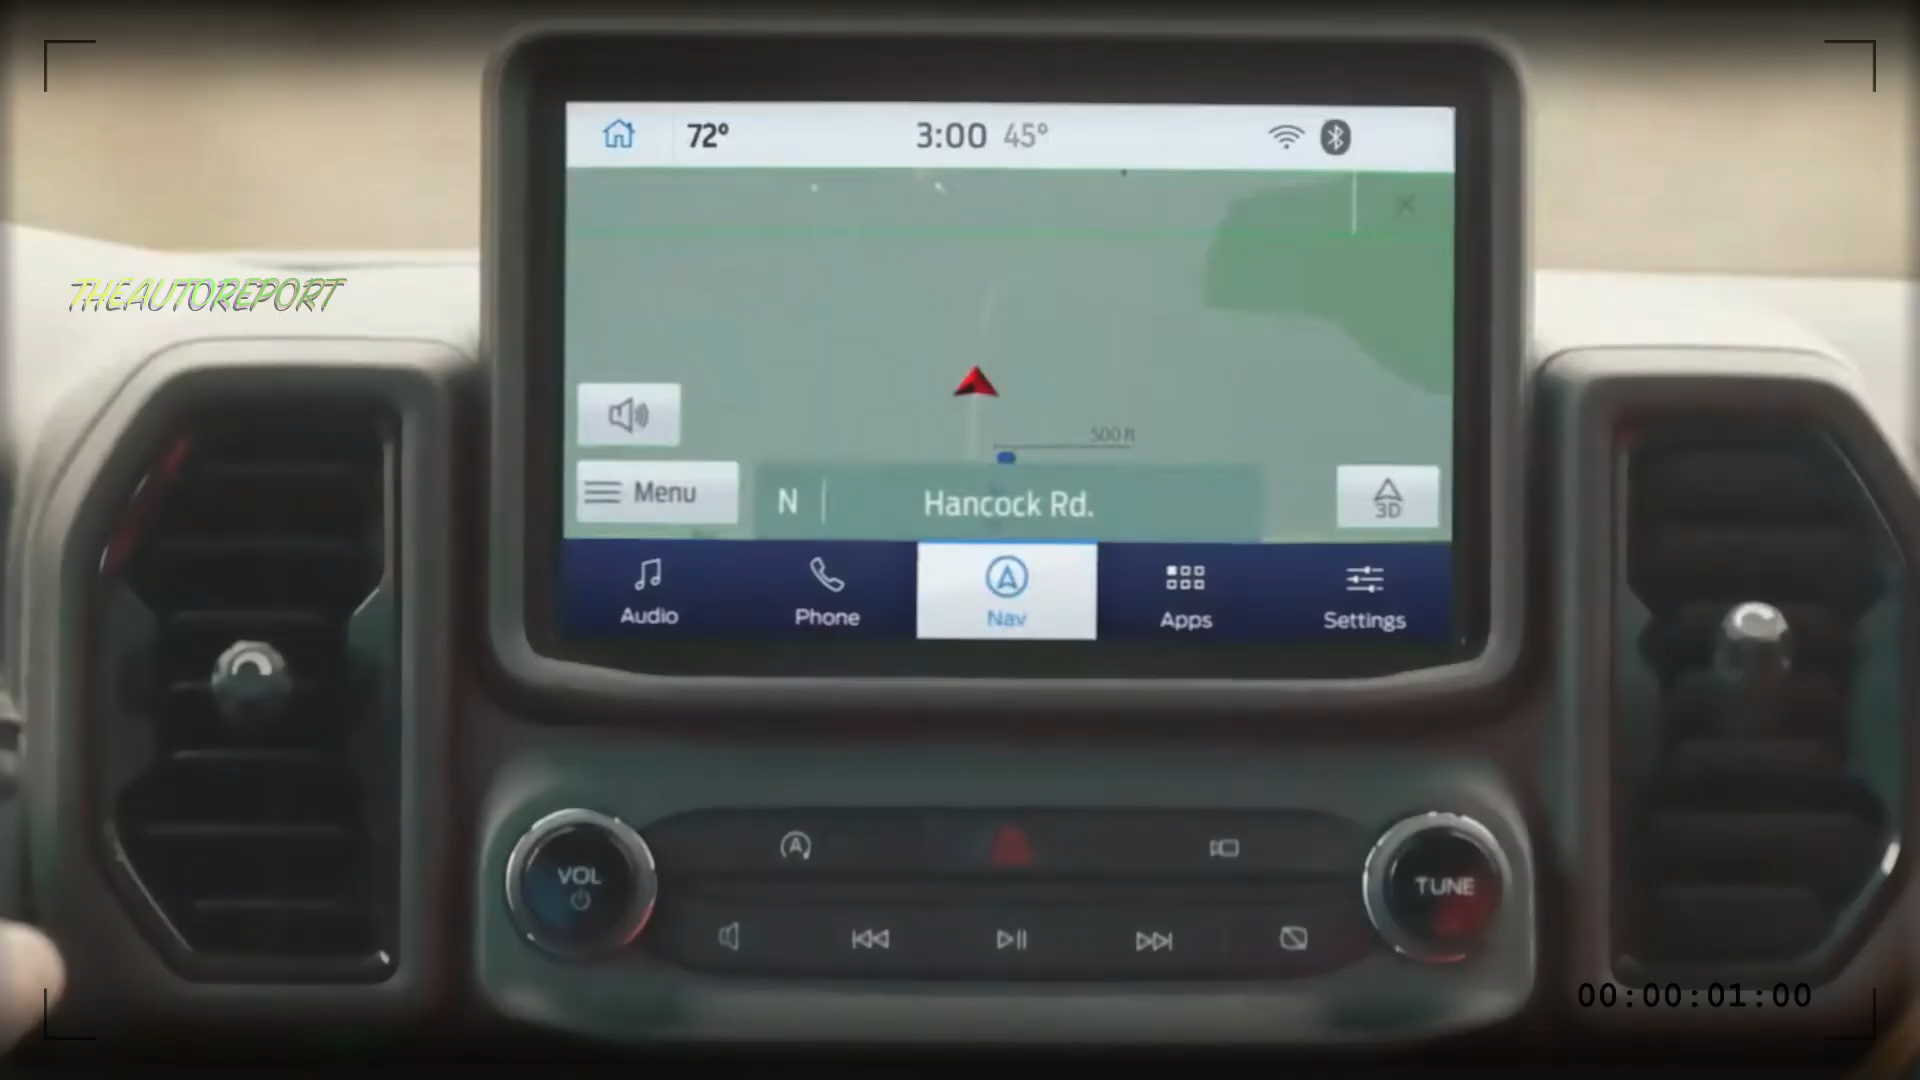 72° 3:00 45°
THEAUTOREPORT
500 ft
Menu N Hancock Rd. 3D
Audio Phone Nav Apps Settings
VOL TUNE
A
00:00:01:00